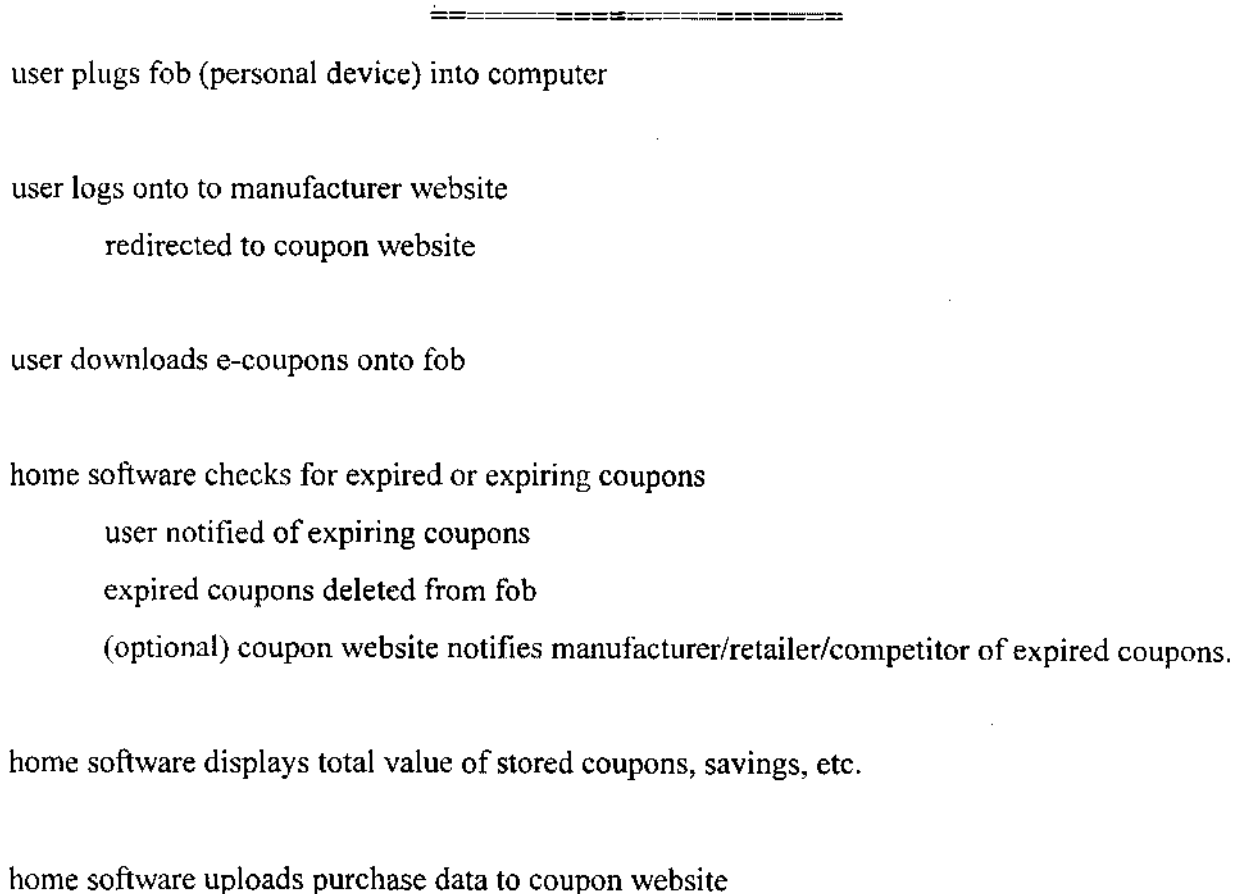 ==========================
user plugs fob (personal device) into computer
user logs onto to manufacturer website
redirected to coupon website
user downloads e-coupons onto fob
home software checks for expired or expiring coupons
user notified of expiring coupons
expired coupons deleted from fob
(optional) coupon website notifies manufacturer/retailer/competitor of expired coupons.
home software displays total value of stored coupons, savings, etc.
home software uploads purchase data to coupon website